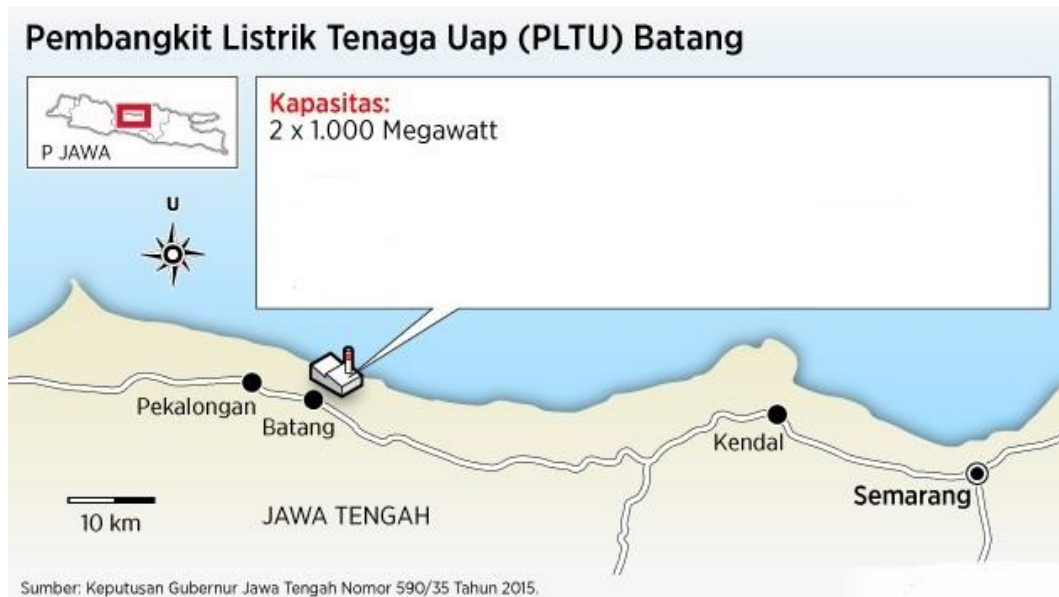 Pembangkit Listrik Tenaga Uap (PLTU) Batang
P JAWA
Kapasitas:
2 x 1.000 Megawatt
U
Pekalongan
Batang
Kendal
Semarang
10 km
JAWA TENGAH
Sumber: Keputusan Gubernur Jawa Tengah Nomor 590/35 Tahun 2015.